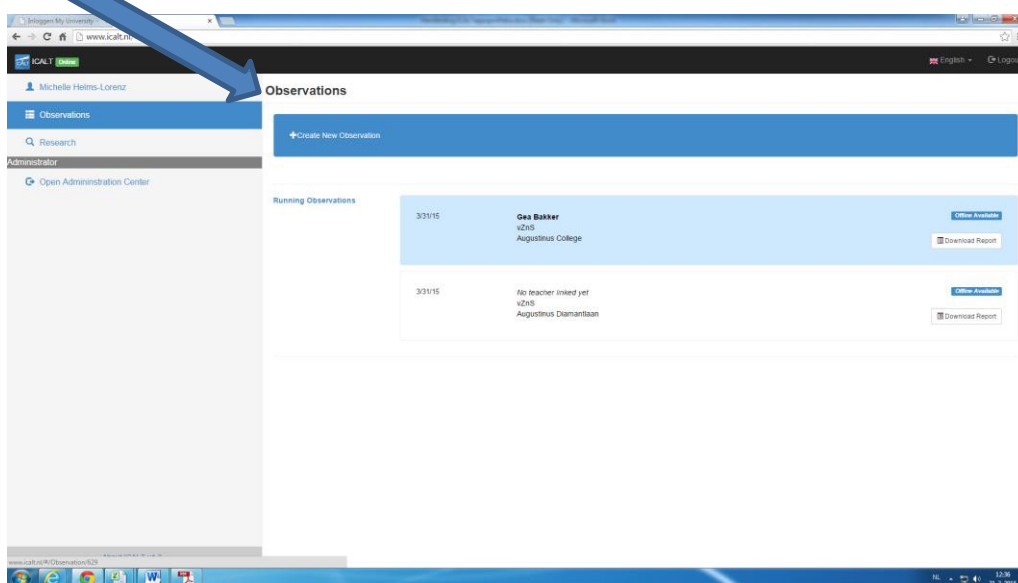 Inloggen My University
www.icalt.nl
ICALT Online
English
Logou
Michelle Helms-Lorenz
Observations
Research
Administrator
Open Admininstration Center
Observations
Create New Observation
Running Observations
3/31/15
Gea Bakker
vZnS
Augustinus College
Offline Available
Download Report
3/31/15
No teacher linked yet
vZnS
Augustinus Diamantlaan
Offline Available
Download Report
www.icalt.nl/#/Observation/629
NL
12:36